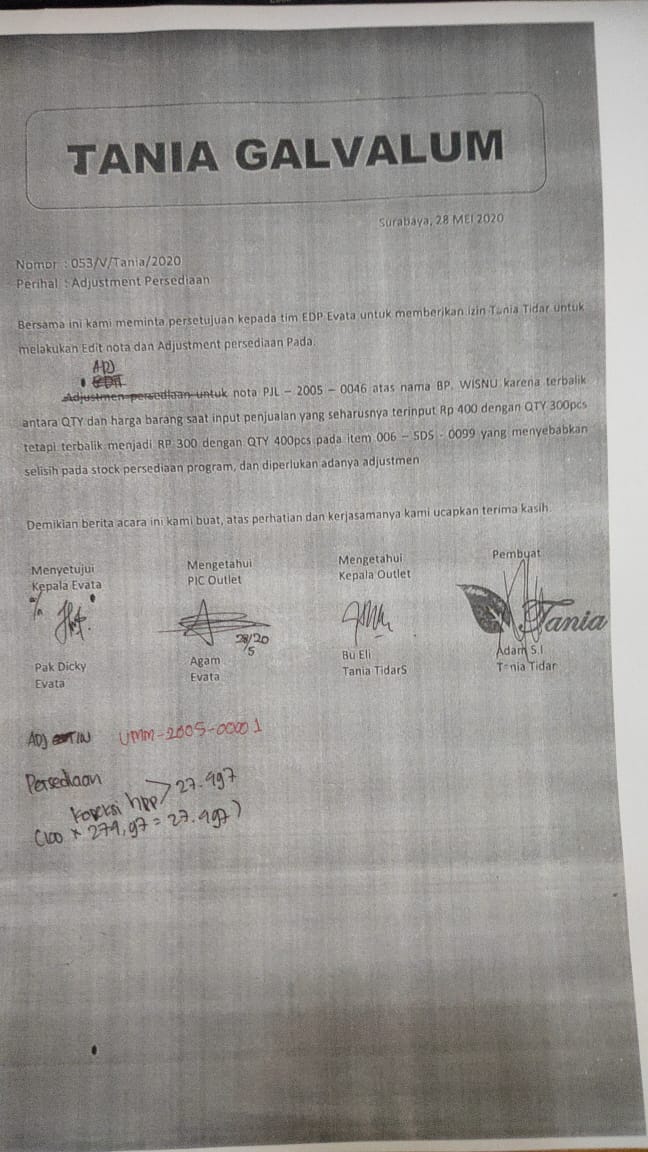 TANIA GALVALUM
Surabaya, 28 MEI 2020
Nomor : 053/V/Tania/2020
Perihal : Adjustment Persediaan
Bersama ini kami meminta persetujuan kepada tim EDP Evata untuk memberikan izin Tania Tidar untuk
melakukan Edit nota dan Adjustment persediaan Pada.
ADJ
EDIT
Adjustmen persediaan untuk nota PJL – 2005 – 0046 atas nama BP. WISNU karena terbalik
antara QTY dan harga barang saat input penjualan yang seharusnya terinput Rp 400 dengan QTY 300pcs
tetapi terbalik menjadi RP 300 dengan QTY 400pcs pada item 006 – SDS - 0099 yang menyebabkan
selisih pada stock persediaan program, dan diperlukan adanya adjustmen
Demikian berita acara ini kami buat, atas perhatian dan kerjasamanya kami ucapkan terima kasih.
Menyetujui Mengetahui Mengetahui Pembuat
Kepala Evata PIC Outlet Kepala Outlet
Tania
28/20
5
Pak Dicky Agam Bu Eli Adam S.I
Evata Evata Tania TidarS Tania Tidar
ADJ IN UMM-2005-00001
Persediaan
Koreksi hpp > 27.497
(100 × 274,97 = 27.497)